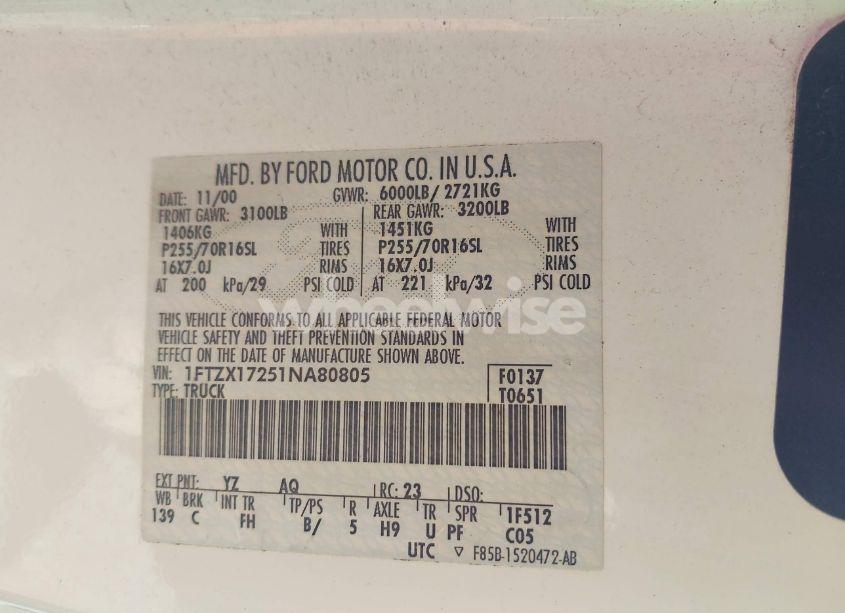 MFD. BY FORD MOTOR CO. IN U.S.A.
DATE: 11/00 GVWR: 6000LB/ 2721KG
FRONT GAWR: 3100LB REAR GAWR: 3200LB
1406KG WITH 1451KG WITH
P255/70R16SL TIRES P255/70R16SL TIRES
16X7.0J RIMS 16X7.0J RIMS
AT 200 kPa/29 PSI COLD AT 221 kPa/32 PSI COLD
wheelwise
THIS VEHICLE CONFORMS TO ALL APPLICABLE FEDERAL MOTOR
VEHICLE SAFETY AND THEFT PREVENTION STANDARDS IN
EFFECT ON THE DATE OF MANUFACTURE SHOWN ABOVE.
VIN: 1FTZX17251NA80805 F0137
TYPE: TRUCK T0651
EXT PNT: YZ AQ RC: 23 DSO:
WB BRK INT TR TP/PS R AXLE TR SPR 1F512
139 C FH B/ 5 H9 U PF C05
UTC ▽ F85B-1520472-AB